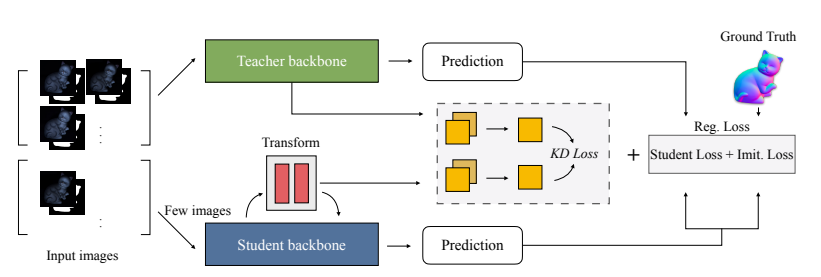 Ground Truth
Teacher backbone
Prediction
Reg. Loss
Transform
KD Loss
+
Student Loss + Imit. Loss
Few images
Student backbone
Prediction
Input images